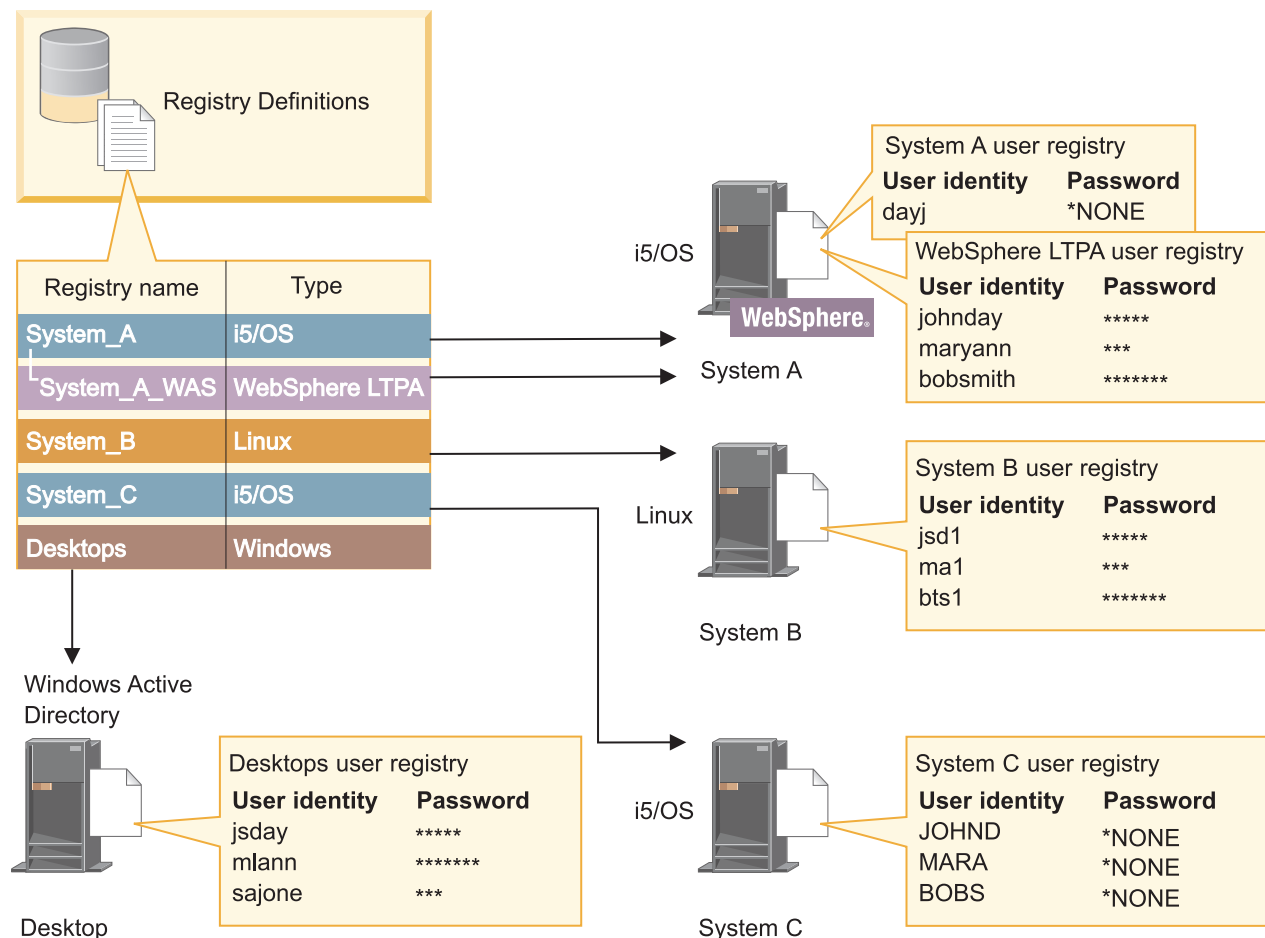 Registry Definitions
Registry name Type
System_A i5/OS
System_A_WAS WebSphere LTPA
System_B Linux
System_C i5/OS
Desktops Windows
Windows Active
Directory
Desktop
Desktops user registry
User identity Password
jsday *****
mlann *******
sajone ***
i5/OS
WebSphere®
System A
System A user registry
User identity Password
dayj *NONE
WebSphere LTPA user registry
User identity Password
johnday *****
maryann ***
bobsmith *******
Linux
System B
System B user registry
User identity Password
jsd1 *****
ma1 ***
bts1 *******
i5/OS
System C
System C user registry
User identity Password
JOHND *NONE
MARA *NONE
BOBS *NONE